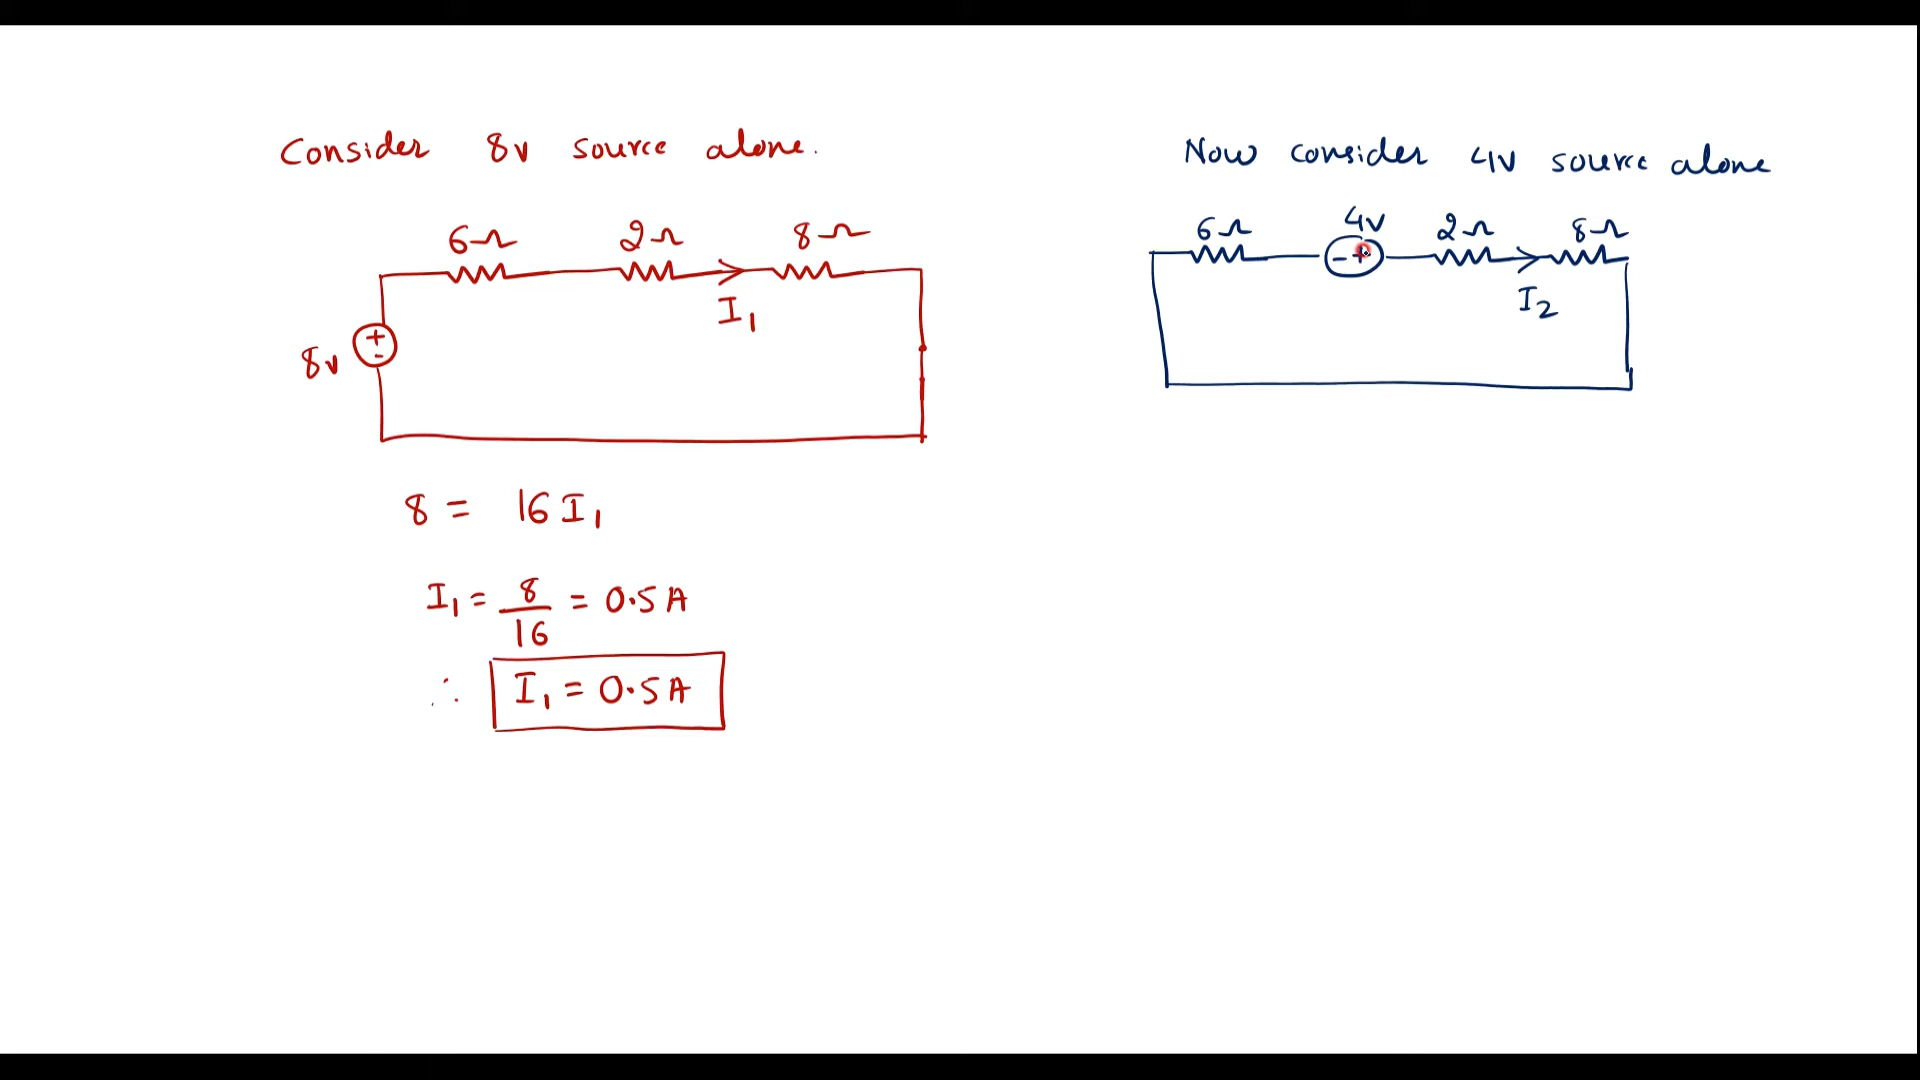 Consider 8v source alone.
6Ω 2Ω 8Ω
I1
+
-
8v
8 = 16 I1
I1 = 8/16 = 0.5 A
∴ I1 = 0.5 A
Now consider 4v source alone
6Ω 4v 2Ω 8Ω
- +
I2